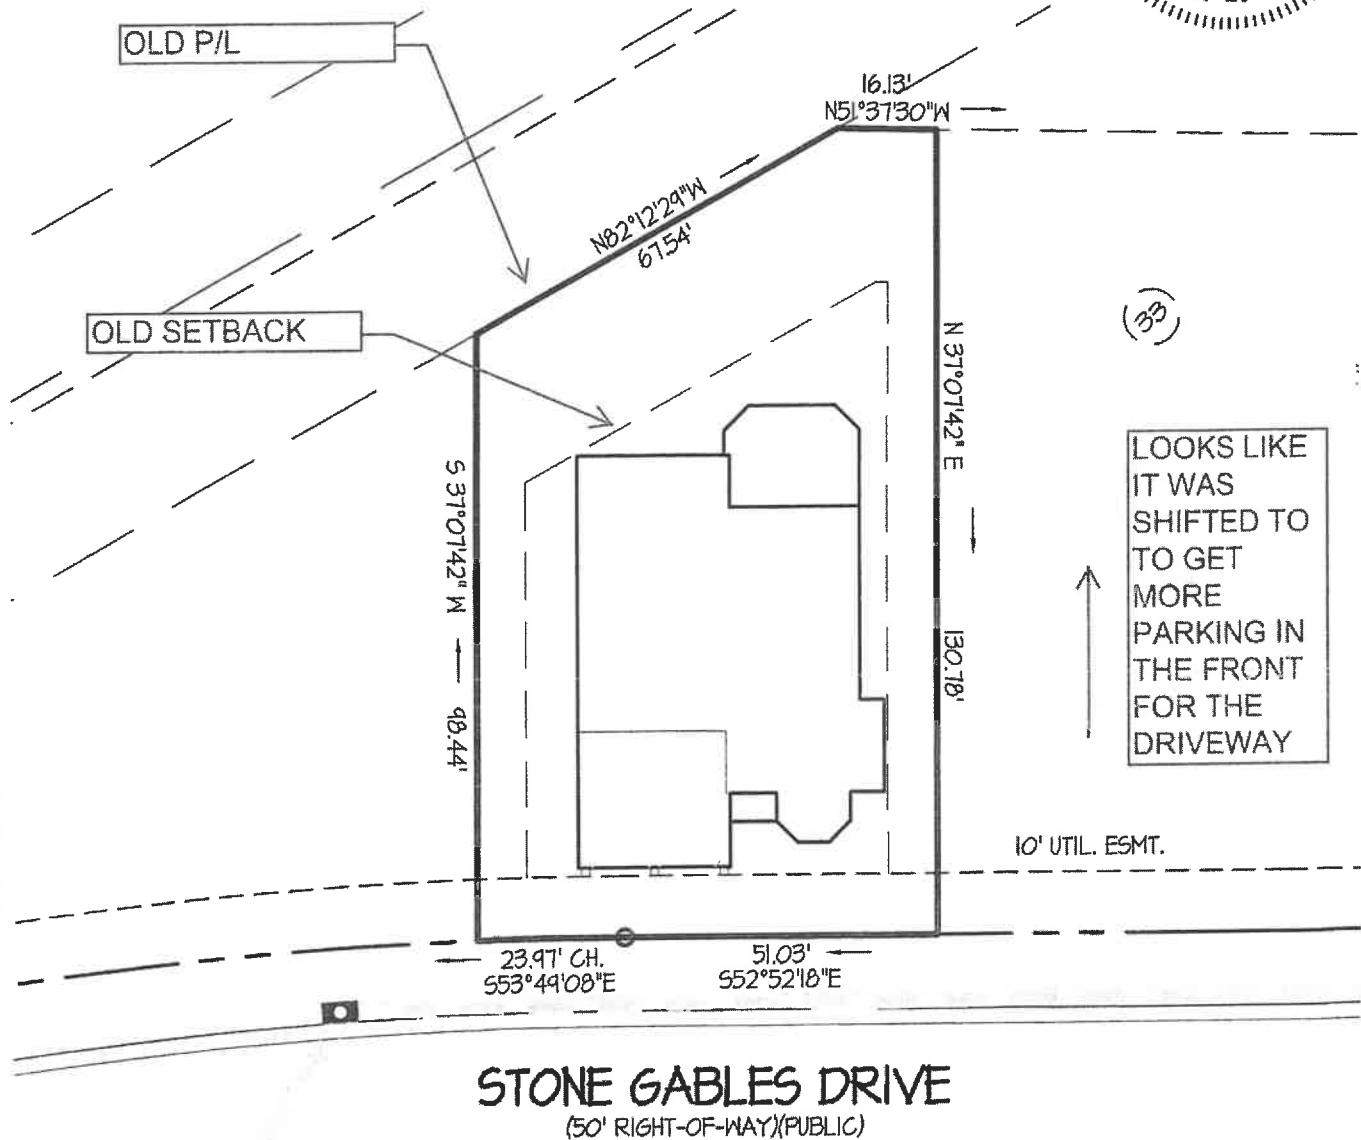 OLD P/L
16.13'
N51°37'30"W
N82°12'29"W
67.54'
OLD SETBACK
33
N 37°07'42" E
130.78'
S 37°07'42" W
98.44'
LOOKS LIKE
IT WAS
SHIFTED TO
TO GET
MORE
PARKING IN
THE FRONT
FOR THE
DRIVEWAY
10' UTIL. ESMT.
23.97' CH.
S53°49'08"E
51.03'
S52°52'18"E
STONE GABLES DRIVE
(50' RIGHT-OF-WAY)(PUBLIC)